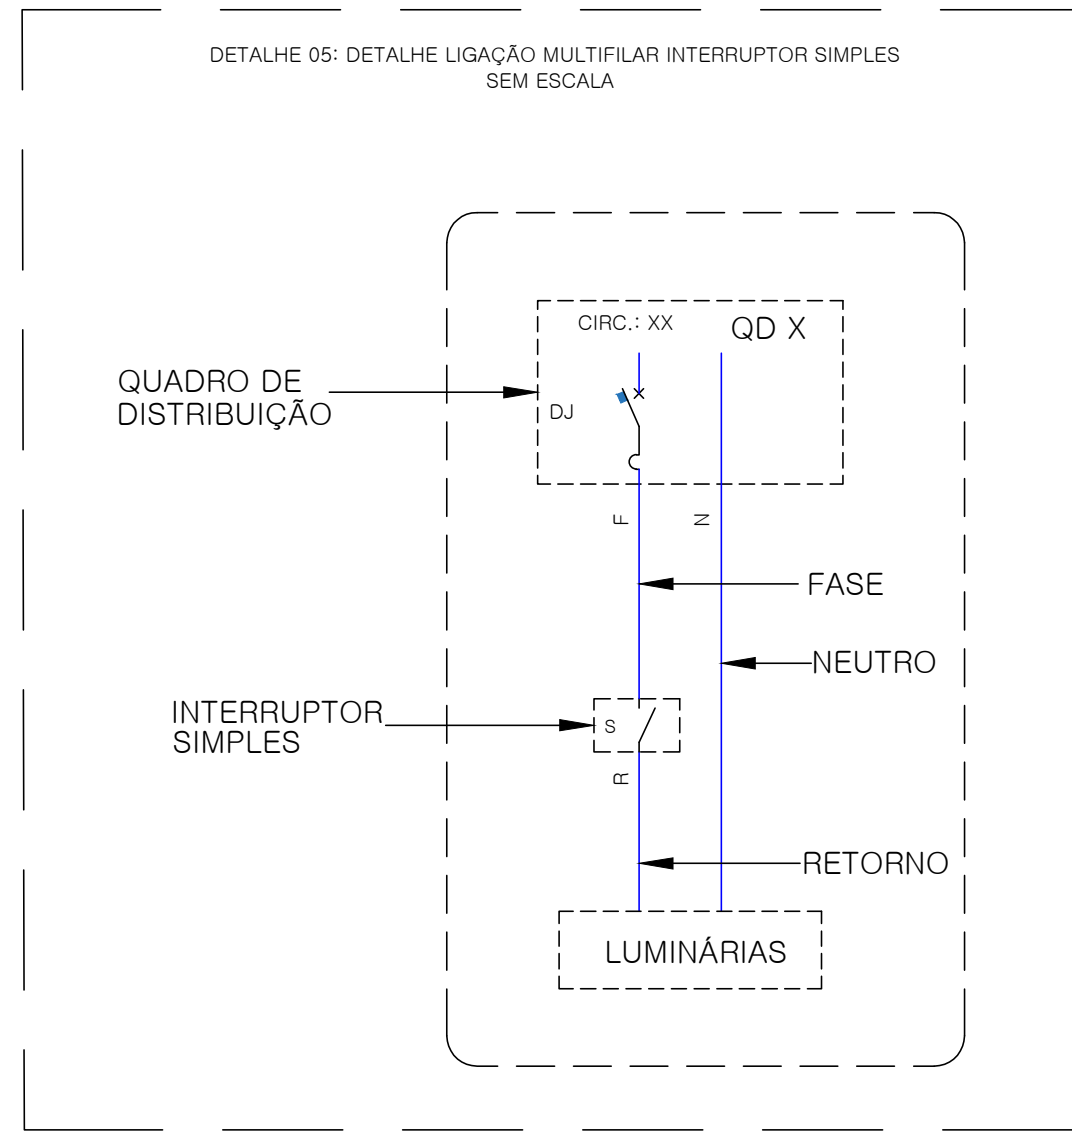 DETALHE 05: DETALHE LIGAÇÃO MULTIFILAR INTERRUPTOR SIMPLES
SEM ESCALA
CIRC.: XX
QD X
QUADRO DE
DISTRIBUIÇÃO
DJ
F
N
FASE
NEUTRO
INTERRUPTOR
SIMPLES
S
R
RETORNO
LUMINÁRIAS